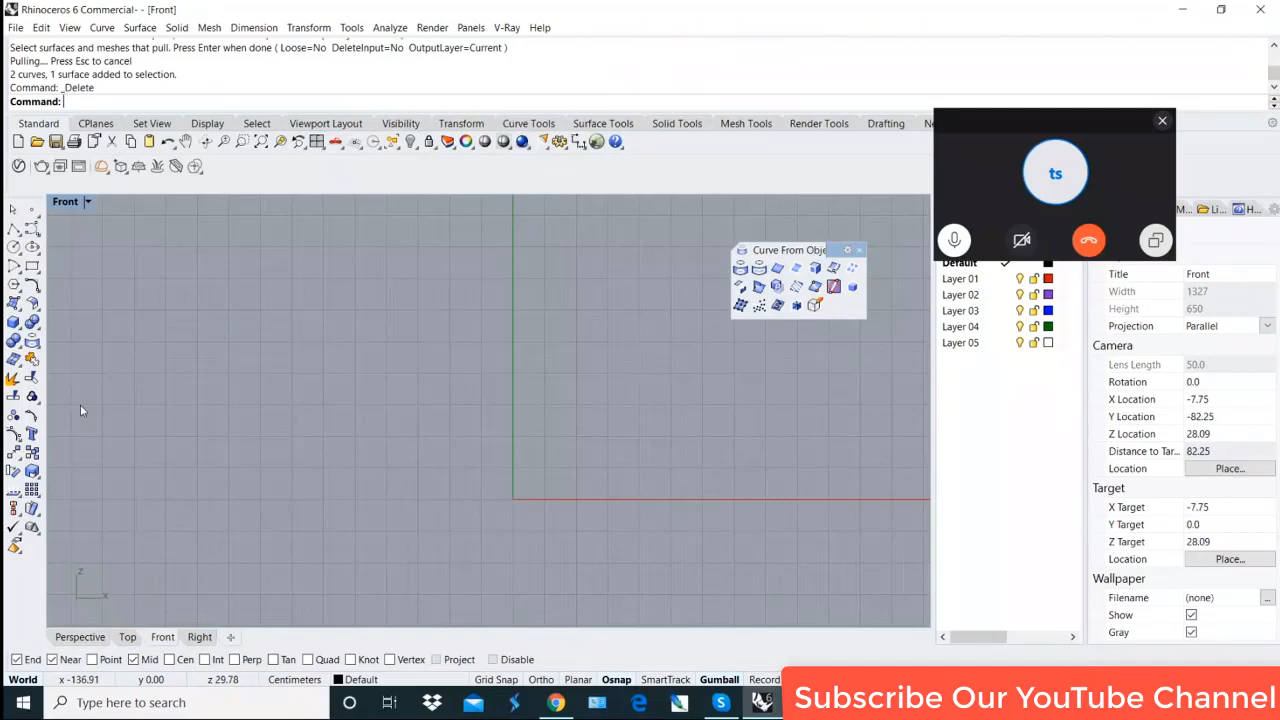 Rhinoceros 6 Commercial- - [Front]
File Edit View Curve Surface Solid Mesh Dimension Transform Tools Analyze Render Panels V-Ray Help
Select surfaces and meshes that pull. Press Enter when done ( Loose=No DeleteInput=No OutputLayer=Current )
Pulling.... Press Esc to cancel
2 curves, 1 surface added to selection.
Command: _Delete
Command:
Standard CPlanes Set View Display Select Viewport Layout Visibility Transform Curve Tools Surface Tools Solid Tools Mesh Tools Render Tools Drafting
ts
Front
Curve From Obje
M... Li... H...
Default
Layer 01
Layer 02
Layer 03
Layer 04
Layer 05
Title Front
Width 1327
Height 650
Projection Parallel
Camera
Lens Length 50.0
Rotation 0.0
X Location -7.75
Y Location -82.25
Z Location 28.09
Distance to Tar... 82.25
Location Place...
Target
X Target -7.75
Y Target 0.0
Z Target 28.09
Location Place...
Wallpaper
Filename (none) ...
Show
Gray
z
x
Perspective Top Front Right
End Near Point Mid Cen Int Perp Tan Quad Knot Vertex Project Disable
World x -136.91 y 0.00 z 29.78 Centimeters Default Grid Snap Ortho Planar Osnap SmartTrack Gumball Record
Type here to search
Subscribe Our YouTube Channel